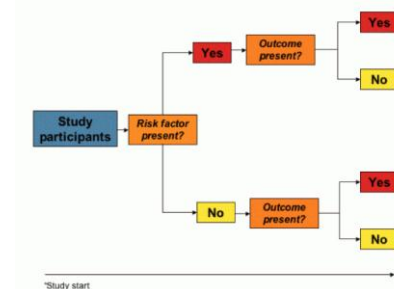 Yes
Outcome
present?
Yes
No
Study
participants
Risk factor
present?
No
Outcome
present?
Yes
No
*Study start